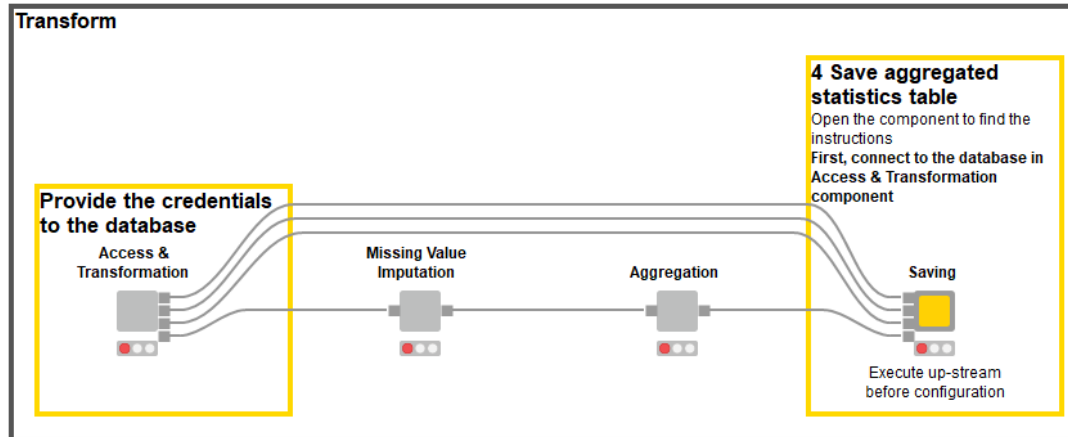 Transform
4 Save aggregated
statistics table
Open the component to find the
instructions
First, connect to the database in
Access & Transformation
component
Provide the credentials
to the database
Access &
Transformation
Missing Value
Imputation
Aggregation
Saving
Execute up-stream
before configuration